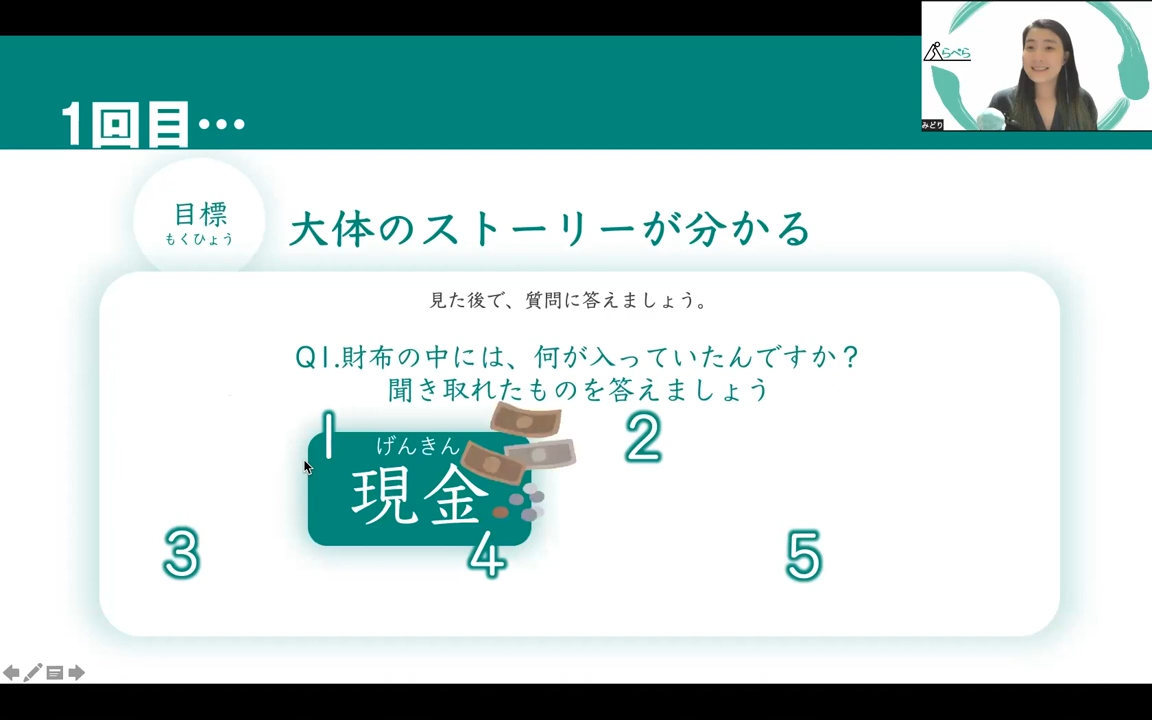 1回目…
らぺら
みどり
目標
もくひょう
大体のストーリーが分かる
見た後で、質問に答えましょう。
Q1.財布の中には、何が入っていたんですか？
聞き取れたものを答えましょう
1
2
げんきん
現金
3
4
5